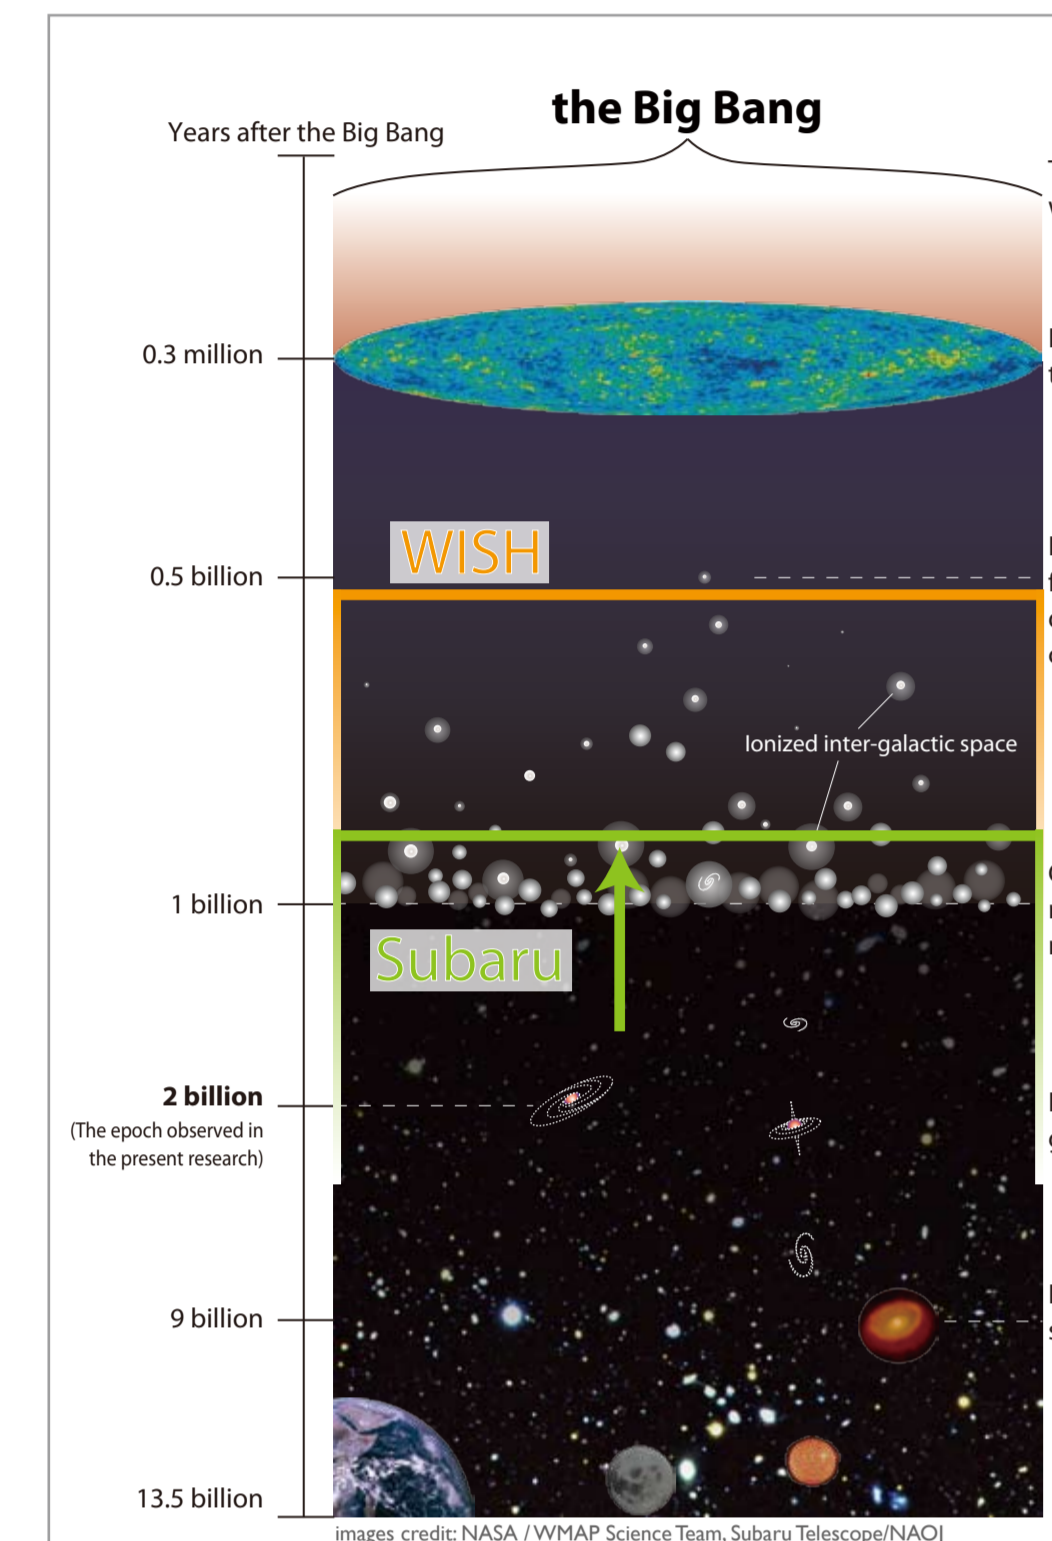 the Big Bang
Years after the Big Bang
0.3 million
WISH
0.5 billion
Ionized inter-galactic space
1 billion
Subaru
2 billion
(The epoch observed in
the present research)
9 billion
13.5 billion
images credit: NASA / WMAP Science Team, Subaru Telescope/NAOJ